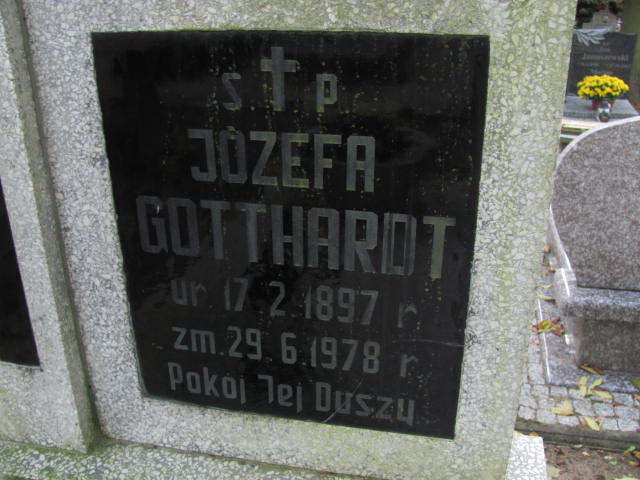 Ś P
JÓZEFA
GOTTHARDT
ur 17 2 1897 r
zm. 29.6.1978 r
Pokój Jej Duszy